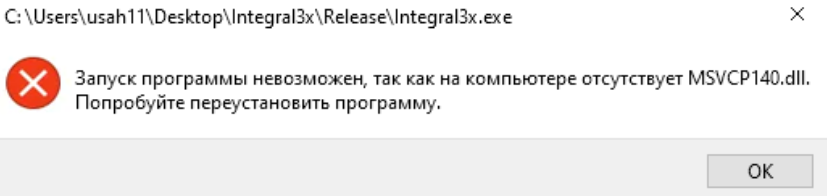 C:\Users\usah11\Desktop\Integral3x\Release\Integral3x.exe
Запуск программы невозможен, так как на компьютере отсутствует MSVCP140.dll.
Попробуйте переустановить программу.
ОК